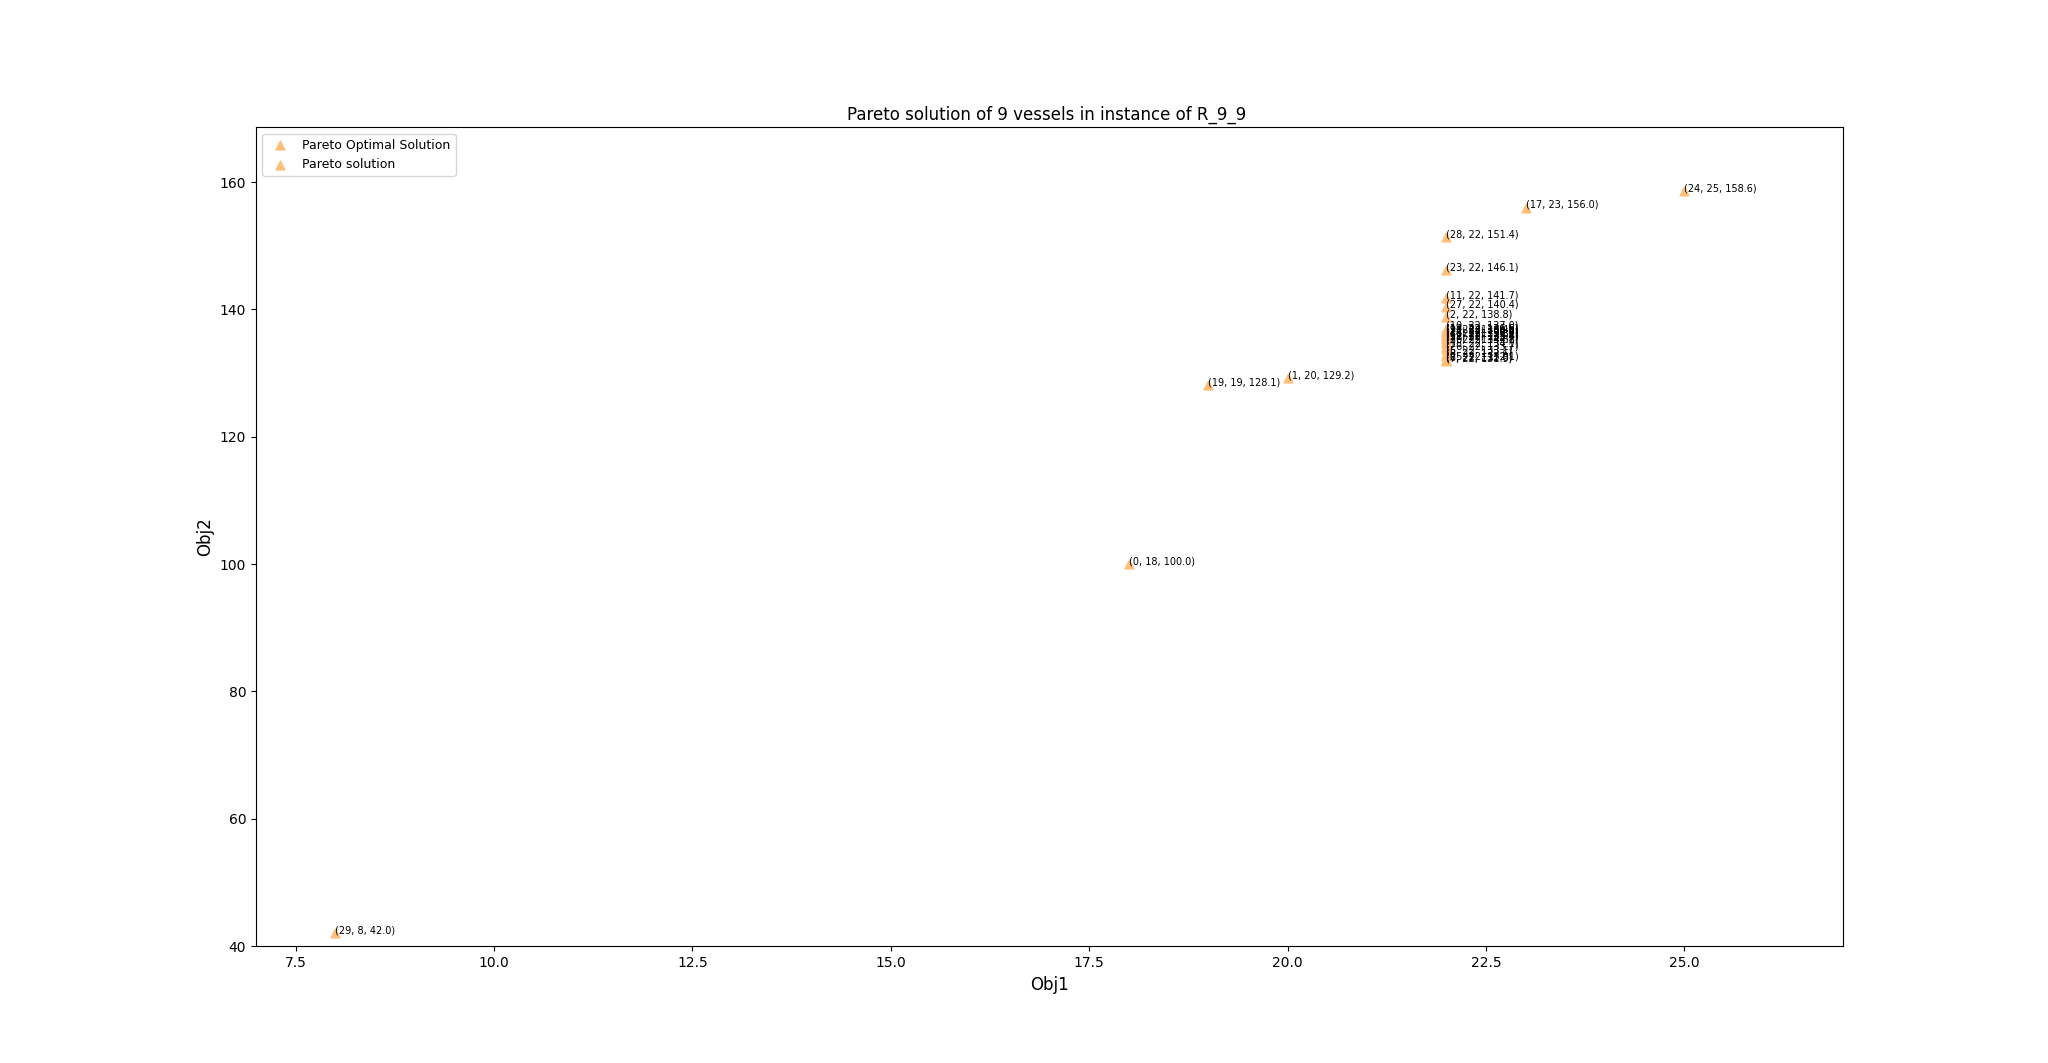 Pareto solution of 9 vessels in instance of R_9_9
Pareto Optimal Solution
Pareto solution
160
140
120
100
80
60
40
Obj2
(24, 25, 158.6)
(17, 23, 156.0)
(28, 22, 151.4)
(23, 22, 146.1)
(11, 22, 141.7)
(27, 22, 140.4)
(2, 22, 138.8)
(19, 19, 128.1)
(1, 20, 129.2)
(0, 18, 100.0)
(29, 8, 42.0)
7.5
10.0
12.5
15.0
17.5
20.0
22.5
25.0
Obj1